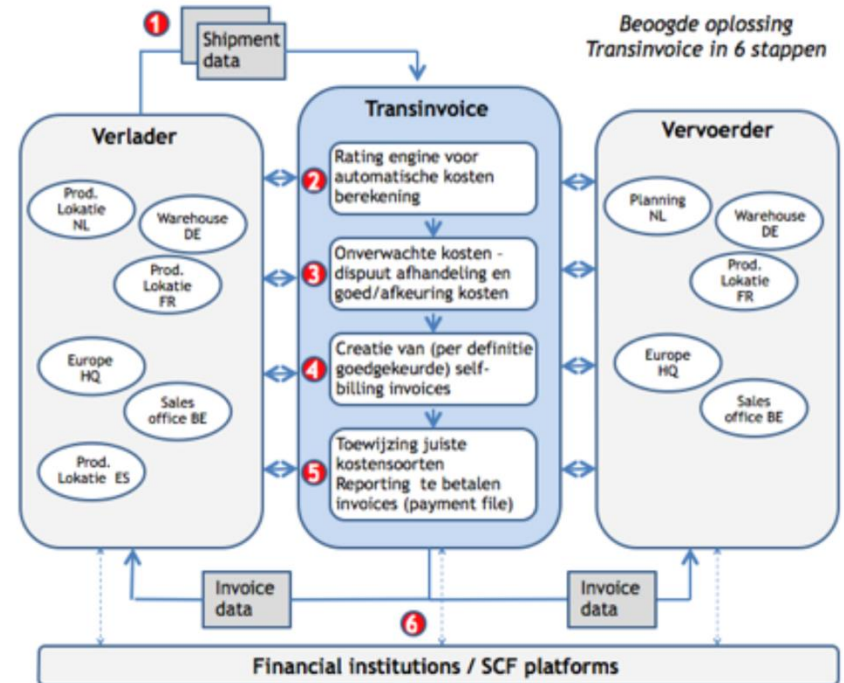 1
Shipment
data
Beoogde oplossing
Transinvoice in 6 stappen
Verlader
Prod.
Lokatie
NL
Warehouse
DE
Prod.
Lokatie
FR
Europe
HQ
Sales
office BE
Prod.
Lokatie ES
Transinvoice
2
Rating engine voor
automatische kosten
berekening
3
Onverwachte kosten -
dispuut afhandeling en
goed/afkeuring kosten
4
Creatie van (per definitie
goedgekeurde) self-
billing invoices
5
Toewijzing juiste
kostensoorten
Reporting te betalen
invoices (payment file)
Vervoerder
Planning
NL
Warehouse
DE
Prod.
Lokatie
FR
Europe
HQ
Sales
office BE
Invoice
data
6
Invoice
data
Financial institutions / SCF platforms